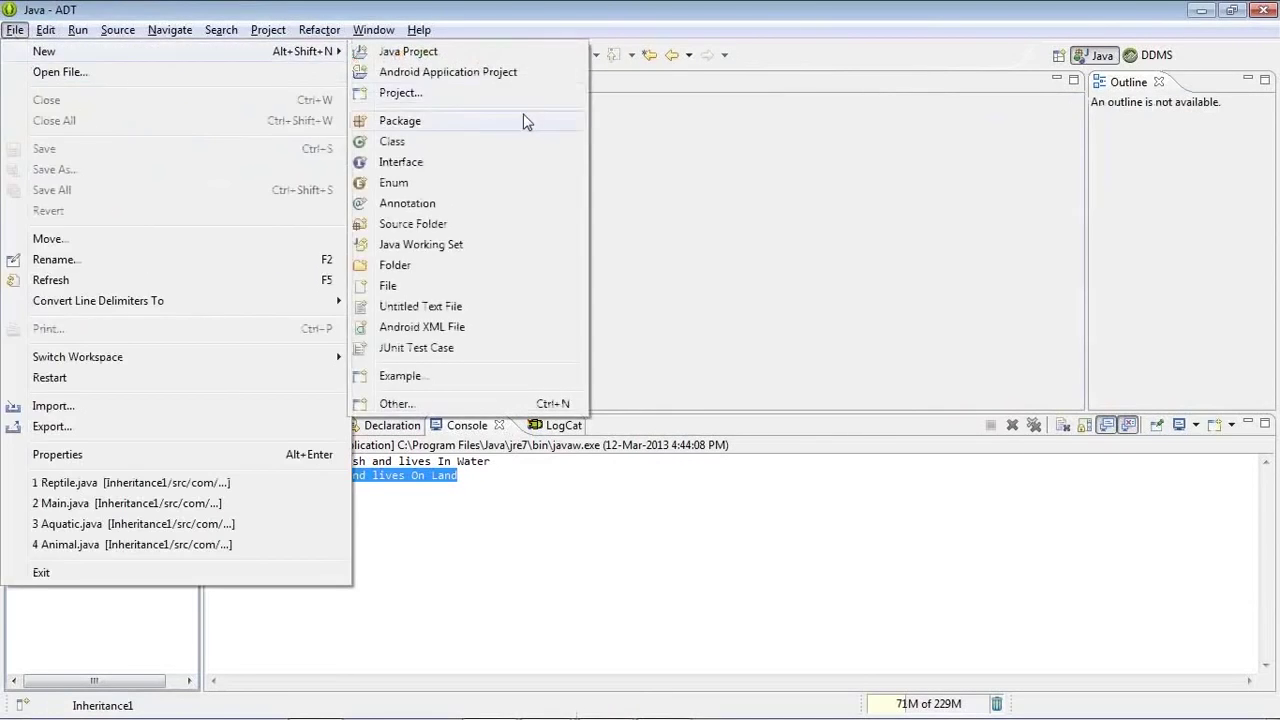 Java - ADT
File Edit Run Source Navigate Search Project Refactor Window Help
New Alt+Shift+N
Open File...
Close Ctrl+W
Close All Ctrl+Shift+W
Save Ctrl+S
Save As...
Save All Ctrl+Shift+S
Revert
Move...
Rename... F2
Refresh F5
Convert Line Delimiters To
Print... Ctrl+P
Switch Workspace
Restart
Import...
Export...
Properties Alt+Enter
1 Reptile.java [Inheritance1/src/com/...]
2 Main.java [Inheritance1/src/com/...]
3 Aquatic.java [Inheritance1/src/com/...]
4 Animal.java [Inheritance1/src/com/...]
Exit
Java Project
Android Application Project
Project...
Package
Class
Interface
Enum
Annotation
Source Folder
Java Working Set
Folder
File
Untitled Text File
Android XML File
JUnit Test Case
Example...
Other... Ctrl+N
Java DDMS
Outline
An outline is not available.
Declaration Console LogCat
plication] C:\Program Files\Java\jre7\bin\javaw.exe (12-Mar-2013 4:44:08 PM)
sh and lives In Water
nd lives On Land
Inheritance1
71M of 229M